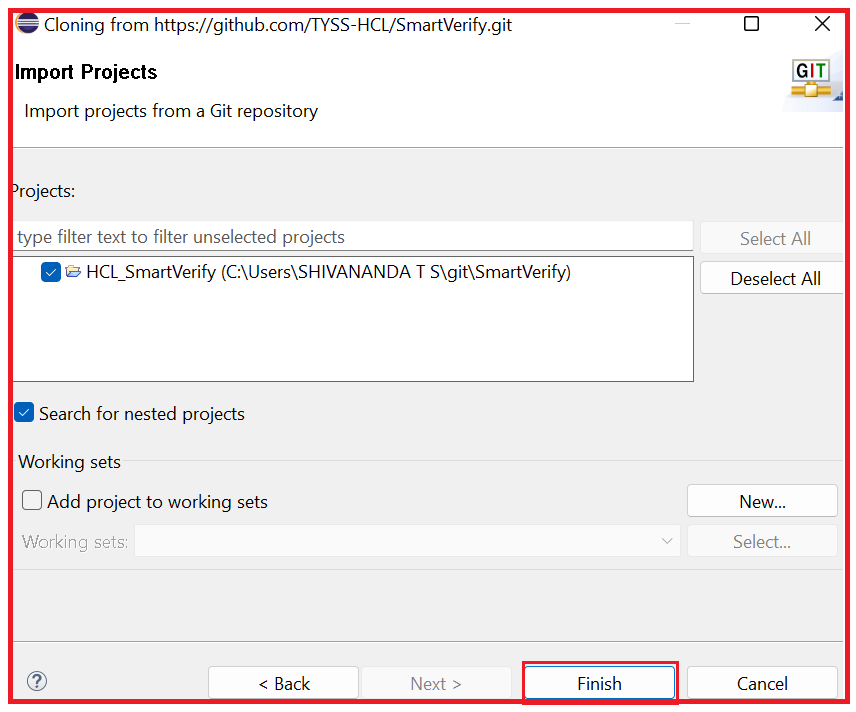 Cloning from https://github.com/TYSS-HCL/SmartVerify.git
Import Projects
GIT
Import projects from a Git repository
Projects:
type filter text to filter unselected projects
Select All
HCL_SmartVerify (C:\Users\SHIVANANDA T S\git\SmartVerify)
Deselect All
Search for nested projects
Working sets
Add project to working sets
New...
Working sets:
Select...
?
< Back
Next >
Finish
Cancel